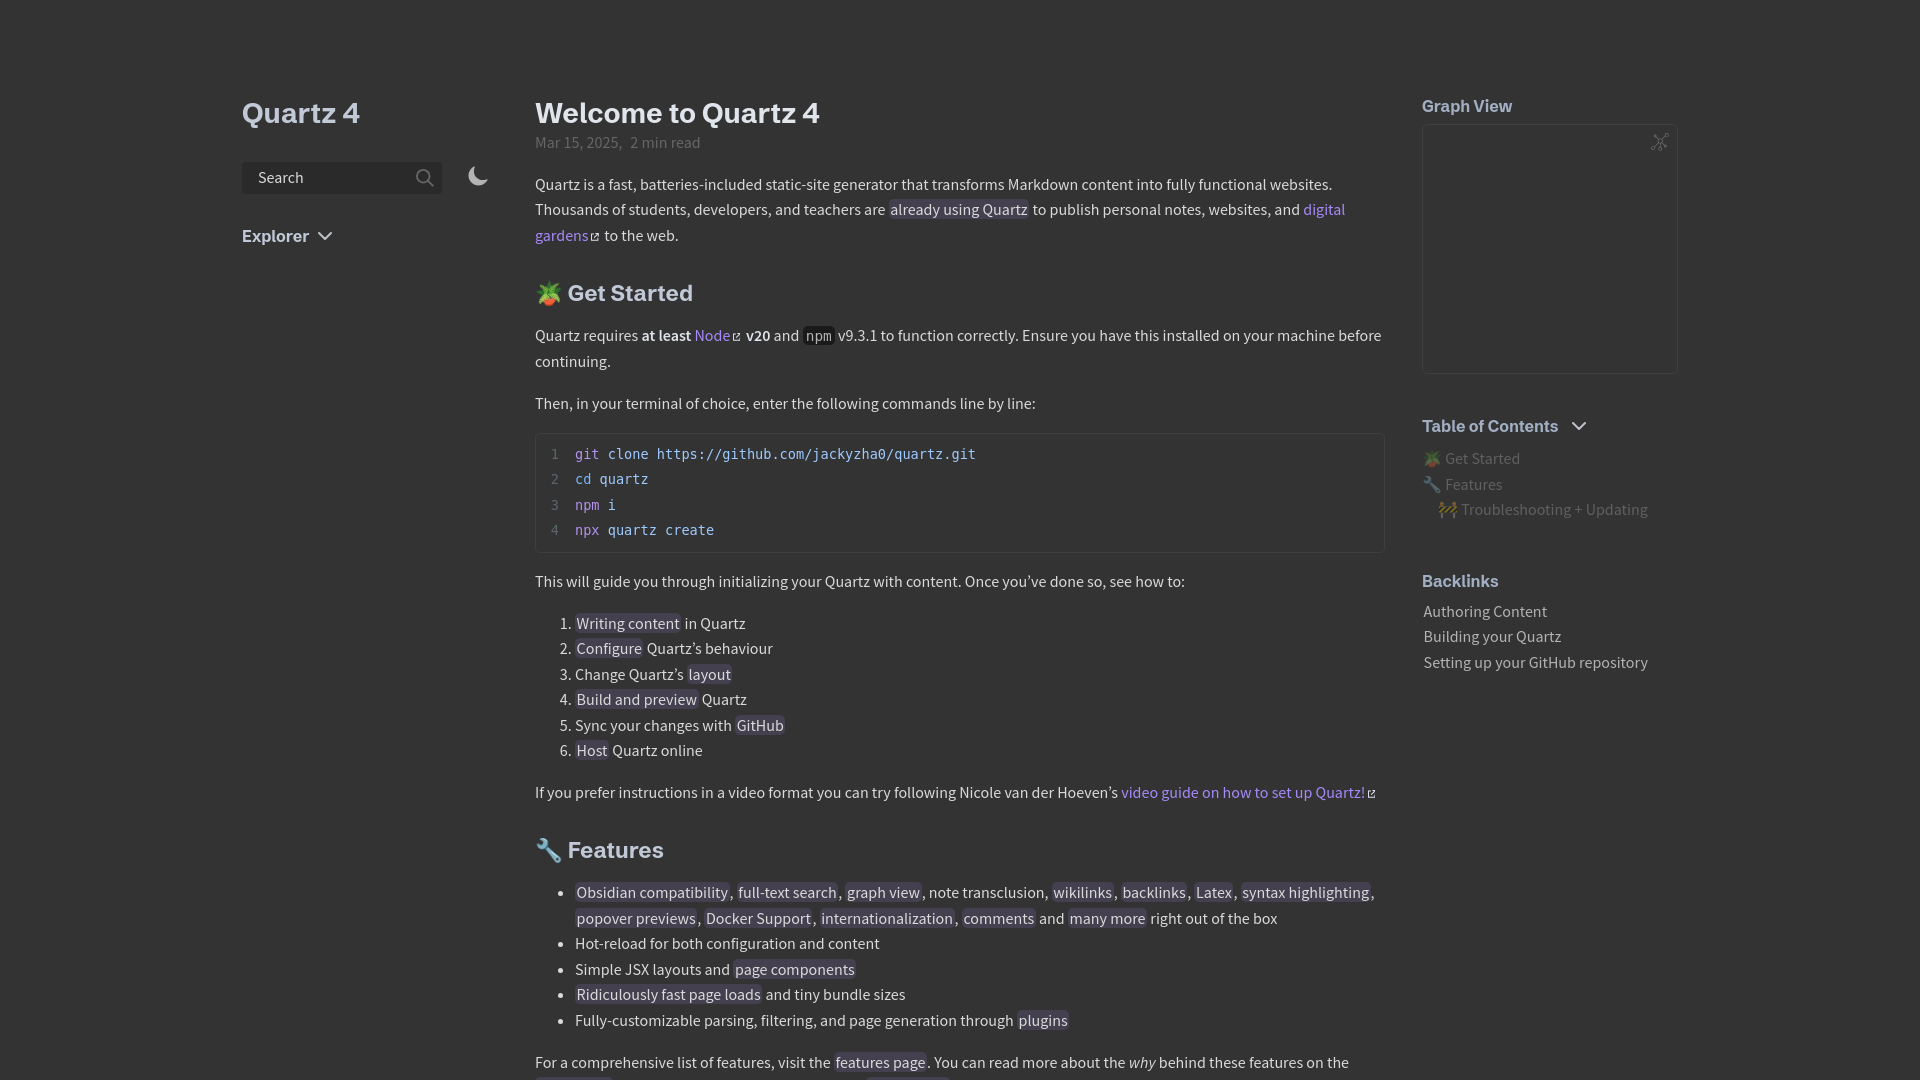 Quartz 4
Search
Explorer
Welcome to Quartz 4
Mar 15, 2025, 2 min read
Quartz is a fast, batteries-included static-site generator that transforms Markdown content into fully functional websites.
Thousands of students, developers, and teachers are already using Quartz to publish personal notes, websites, and digital
gardens to the web.
🪴 Get Started
Quartz requires at least Node v20 and npm v9.3.1 to function correctly. Ensure you have this installed on your machine before
continuing.
Then, in your terminal of choice, enter the following commands line by line:
1 git clone https://github.com/jackyzha0/quartz.git
2 cd quartz
3 npm i
4 npx quartz create
This will guide you through initializing your Quartz with content. Once you’ve done so, see how to:
1. Writing content in Quartz
2. Configure Quartz’s behaviour
3. Change Quartz’s layout
4. Build and preview Quartz
5. Sync your changes with GitHub
6. Host Quartz online
If you prefer instructions in a video format you can try following Nicole van der Hoeven’s video guide on how to set up Quartz!
🔧 Features
• Obsidian compatibility, full-text search, graph view, note transclusion, wikilinks, backlinks, Latex, syntax highlighting,
popover previews, Docker Support, internationalization, comments and many more right out of the box
• Hot-reload for both configuration and content
• Simple JSX layouts and page components
• Ridiculously fast page loads and tiny bundle sizes
• Fully-customizable parsing, filtering, and page generation through plugins
For a comprehensive list of features, visit the features page. You can read more about the why behind these features on the
Graph View
Table of Contents
🪴 Get Started
🔧 Features
🚧 Troubleshooting + Updating
Backlinks
Authoring Content
Building your Quartz
Setting up your GitHub repository